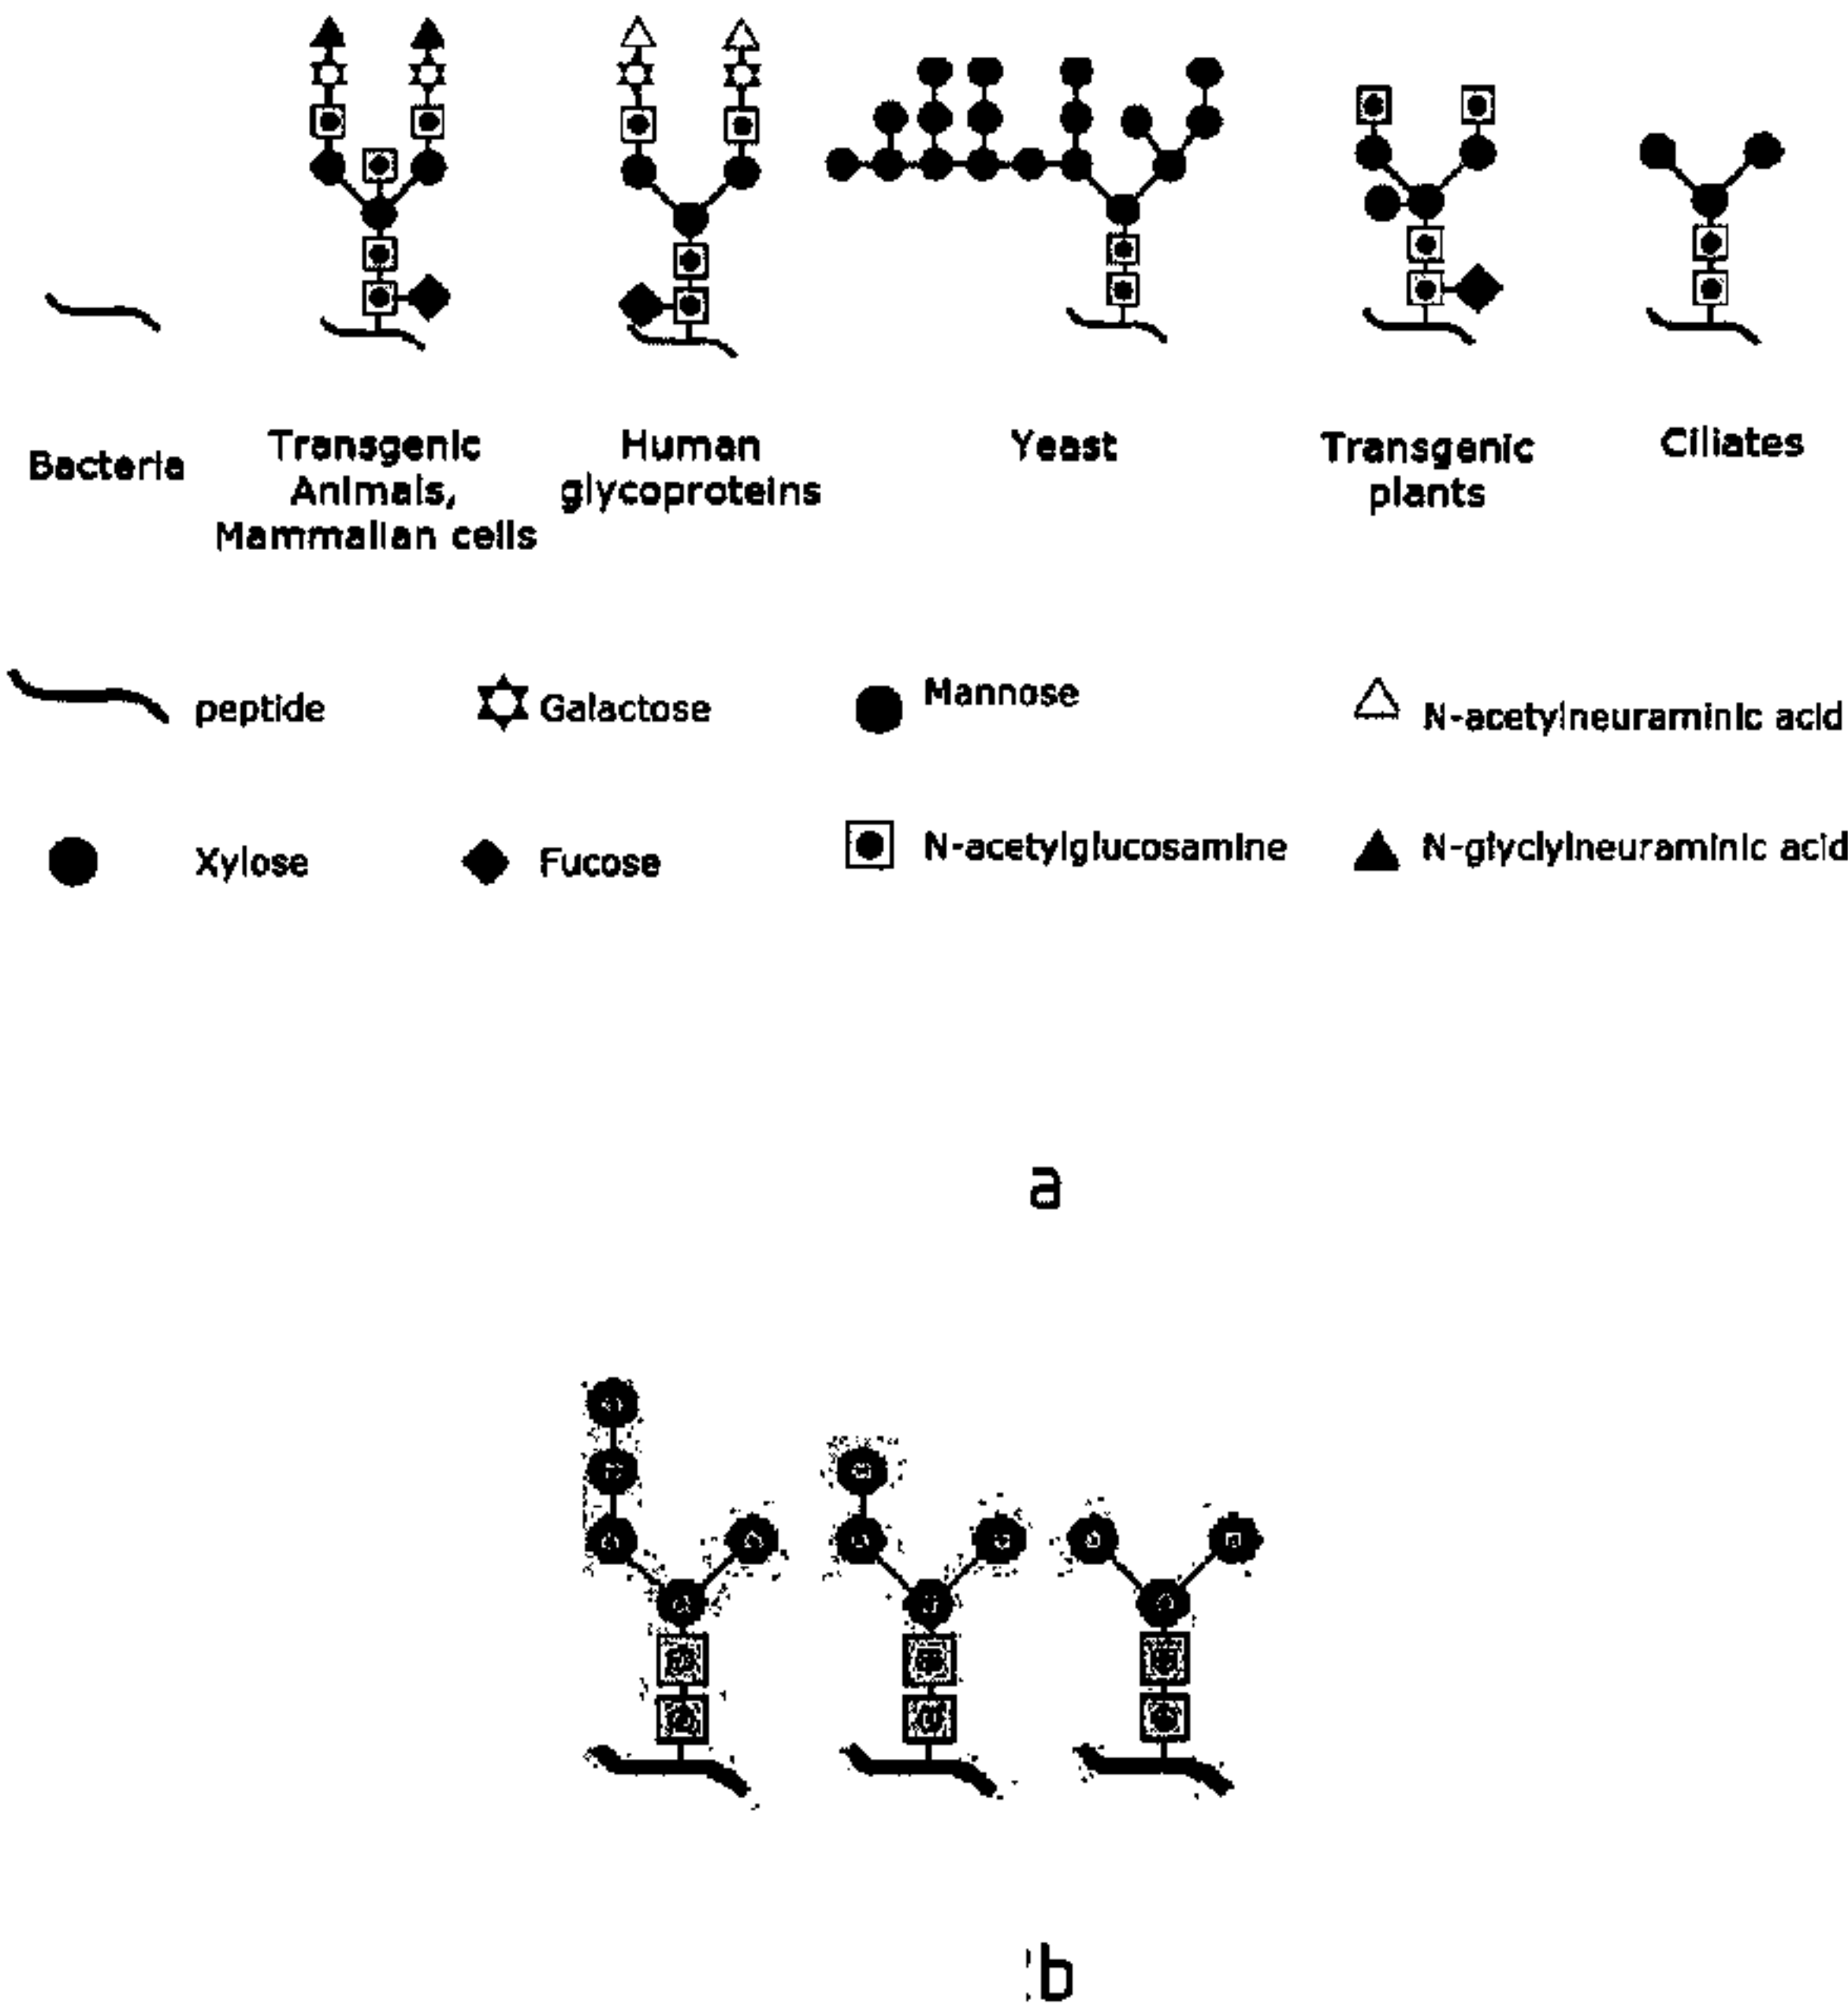 Bacteria
Transgenic
Animals,
Mammalian cells
Human
glycoproteins
Yeast
Transgenic
plants
Ciliates
peptide
Galactose
Mannose
N-acetylneuraminic acid
Xylose
Fucose
N-acetylglucosamine
N-glyclylneuraminic acid
a
b